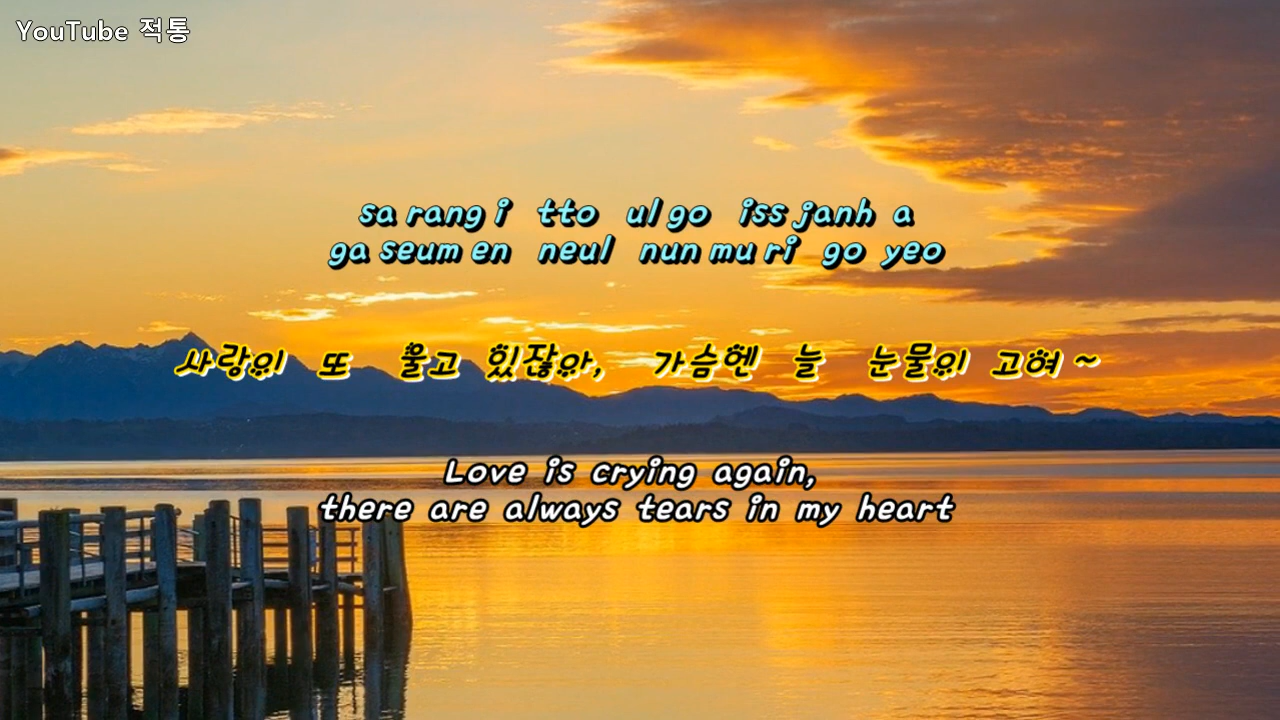 YouTube 적통
sa rang i tto ul go iss janh a
ga seum en neul nun mu ri go yeo
사랑이 또 울고 있잖아, 가슴엔 늘 눈물이 고여 ~
Love is crying again,
there are always tears in my heart